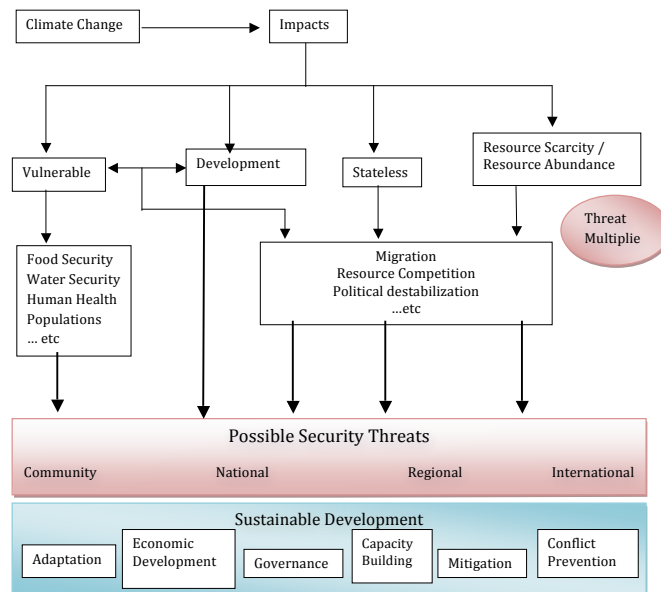 Climate Change
Impacts
Vulnerable
Development
Stateless
Resource Scarcity /
Resource Abundance
Threat
Multiplie
Food Security
Water Security
Human Health
Populations
... etc
Migration
Resource Competition
Political destabilization
...etc
Possible Security Threats
Community
National
Regional
International
Sustainable Development
Adaptation
Economic
Development
Governance
Capacity
Building
Mitigation
Conflict
Prevention